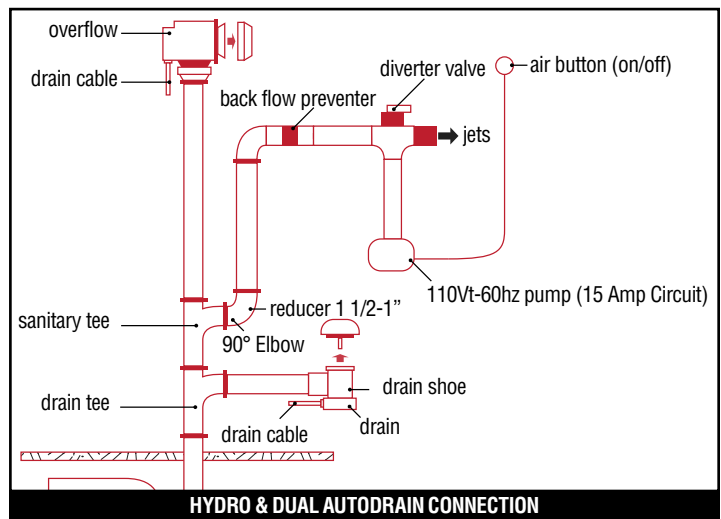 overflow
drain cable
back flow preventer
diverter valve
air button (on/off)
jets
110Vt-60hz pump (15 Amp Circuit)
sanitary tee
reducer 1 1/2-1”
90° Elbow
drain tee
drain shoe
drain cable
drain
HYDRO & DUAL AUTODRAIN CONNECTION